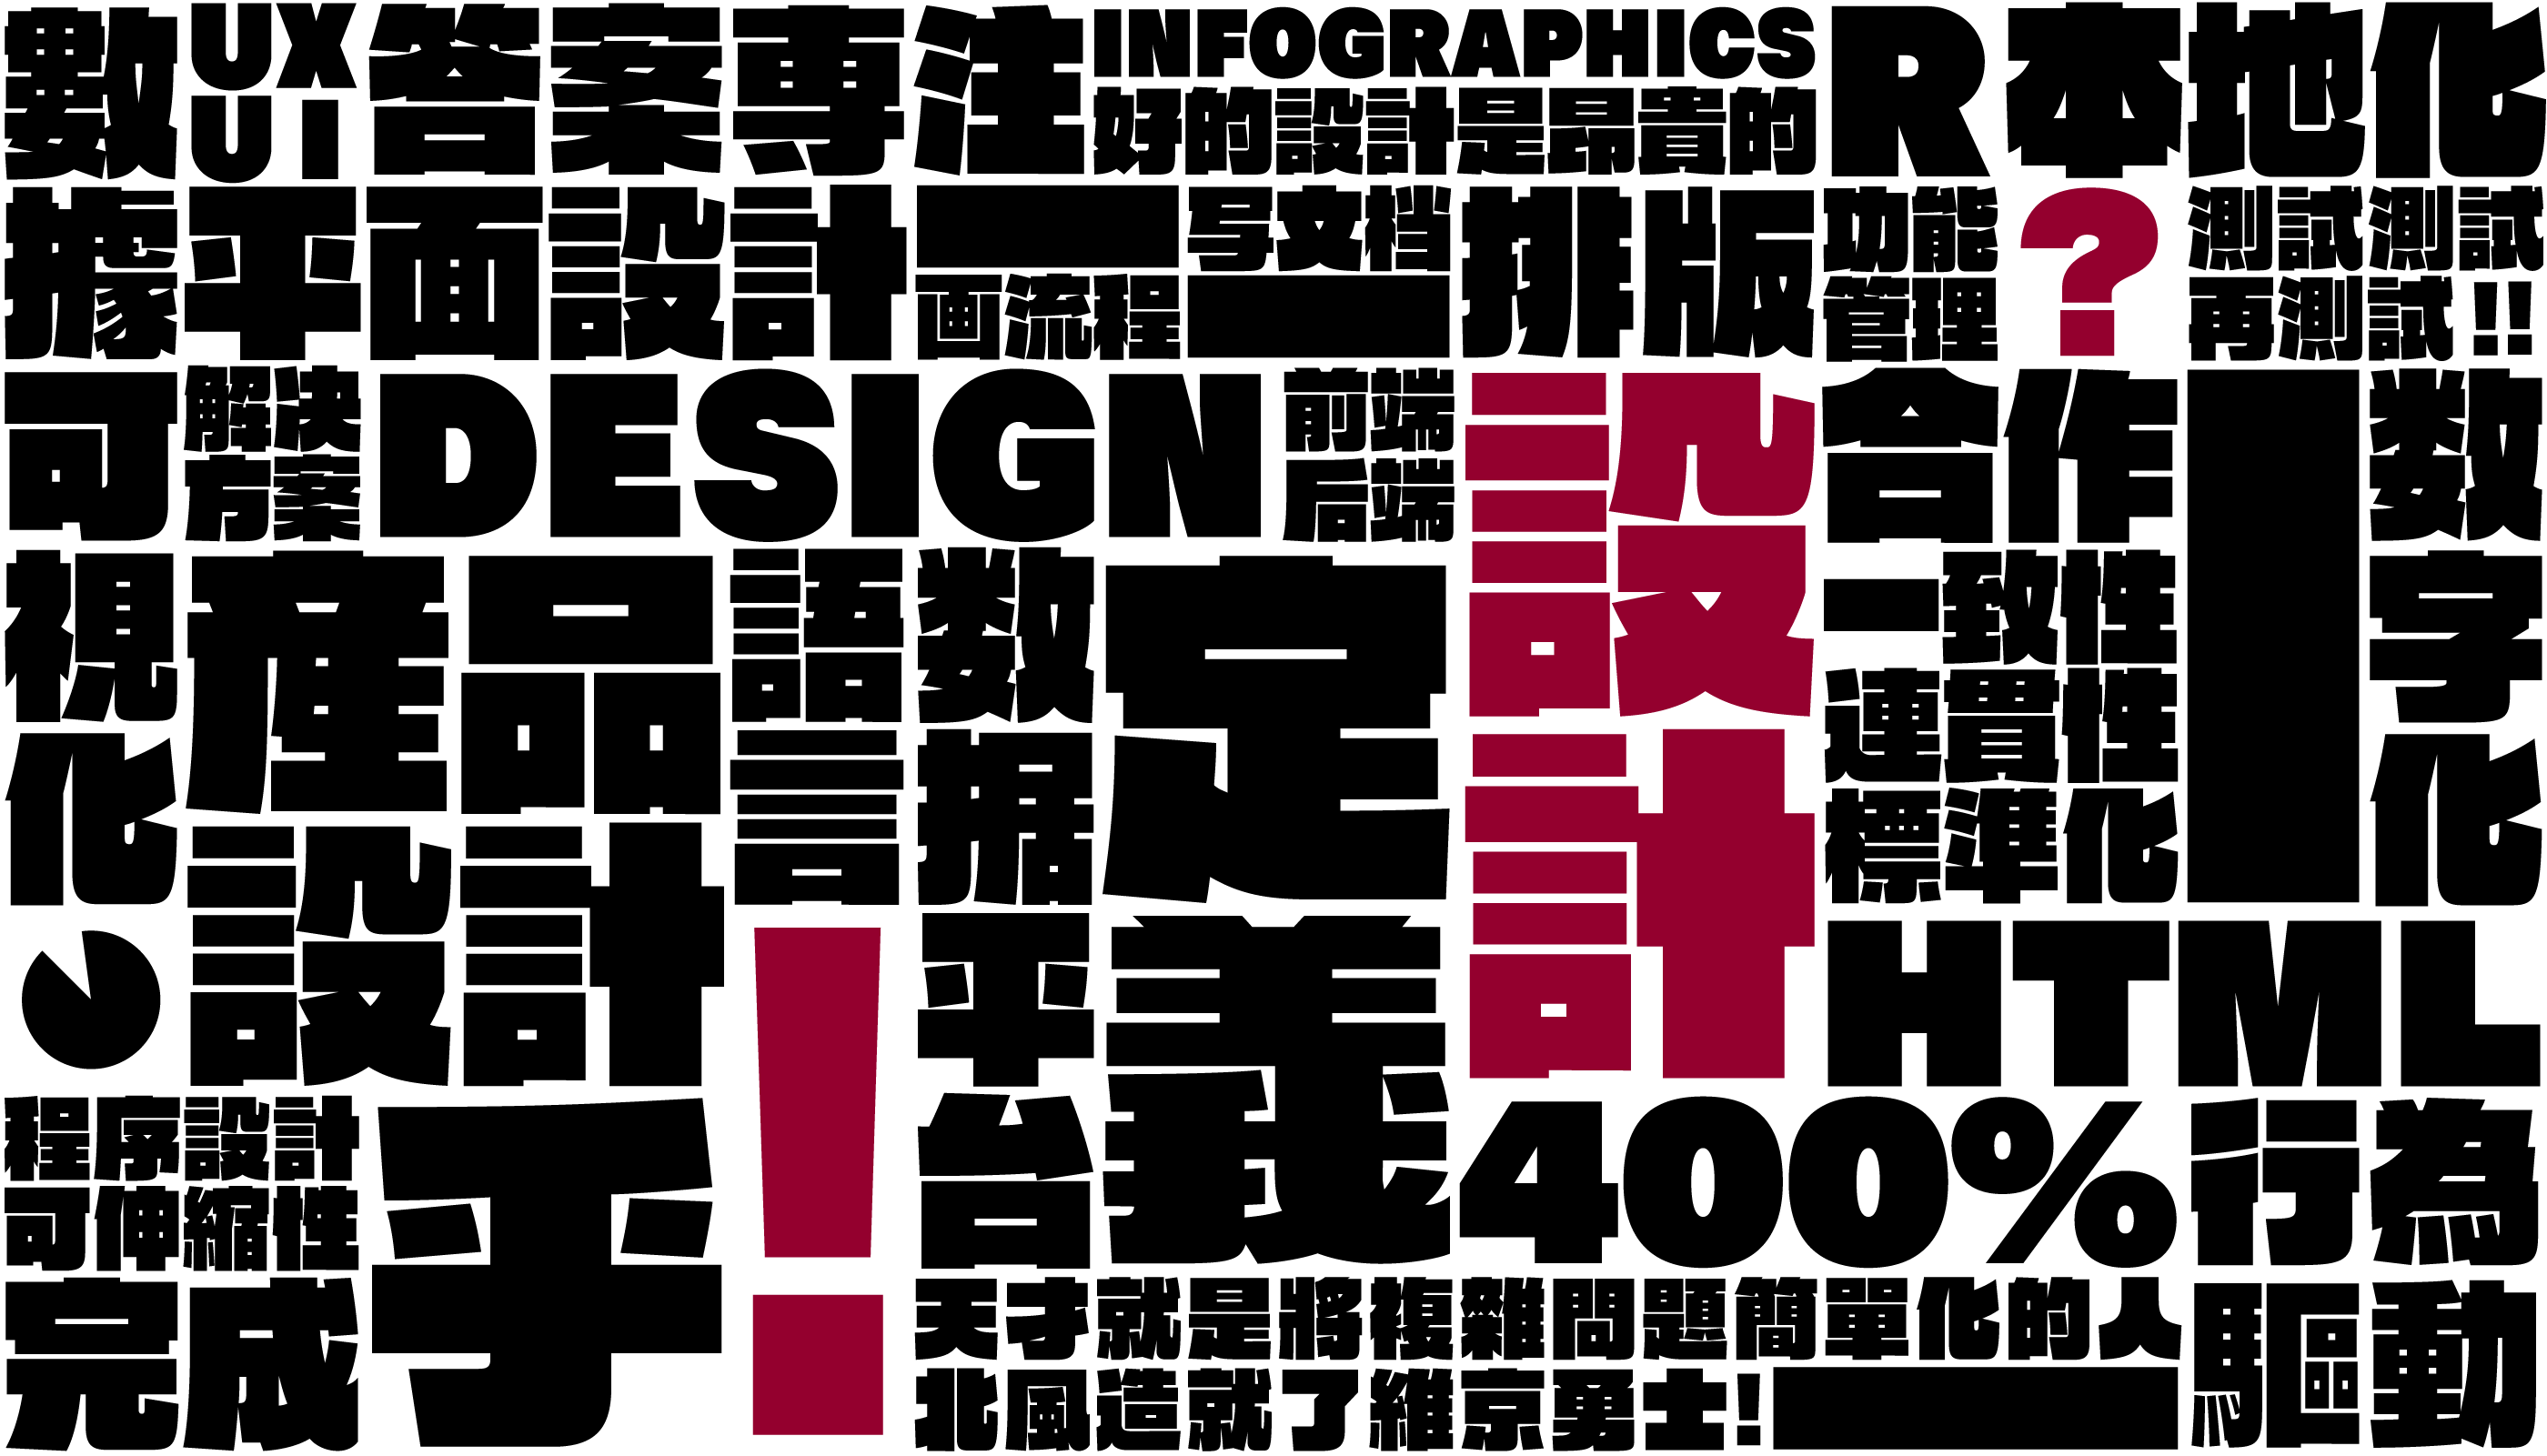 數據可視化
UX
UI
答案專注
INFOGRAPHICS
好的設計是昂貴的
R
本地化
平面設計
画流程
写文档
排版
功能
管理
?
測試測試
再測試!!
解决
方案
DESIGN
前端
后端
設計
合作
数字化
産品
設計
語言
!
数据平台
定義
一致性
連貫性
標準化
HTML
程序設計
可伸縮性
完成乎
400%
行為
驅動
天才就是將複雜問題簡單化的人
北風造就了維京勇士!